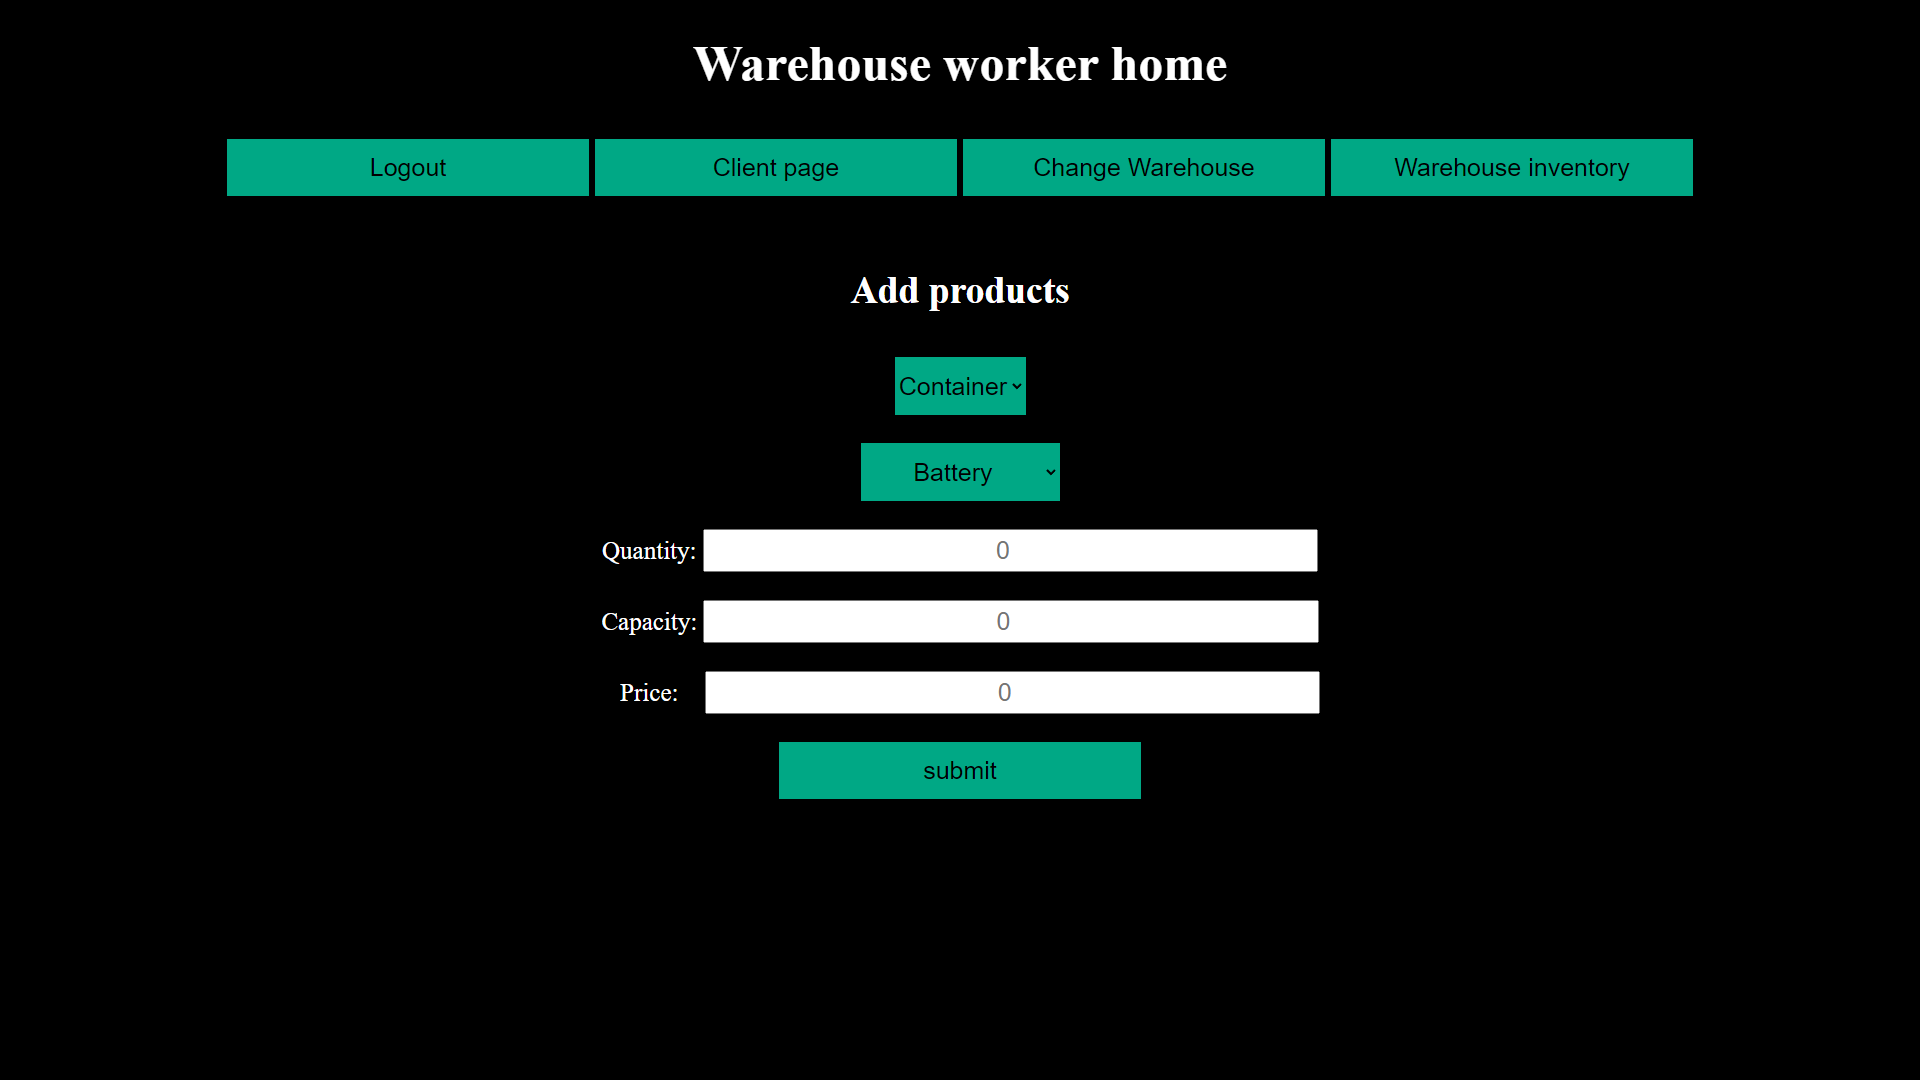 Warehouse worker home
Logout Client page Change Warehouse Warehouse inventory
Add products
Container
Battery
Quantity: 0
Capacity: 0
Price: 0
submit